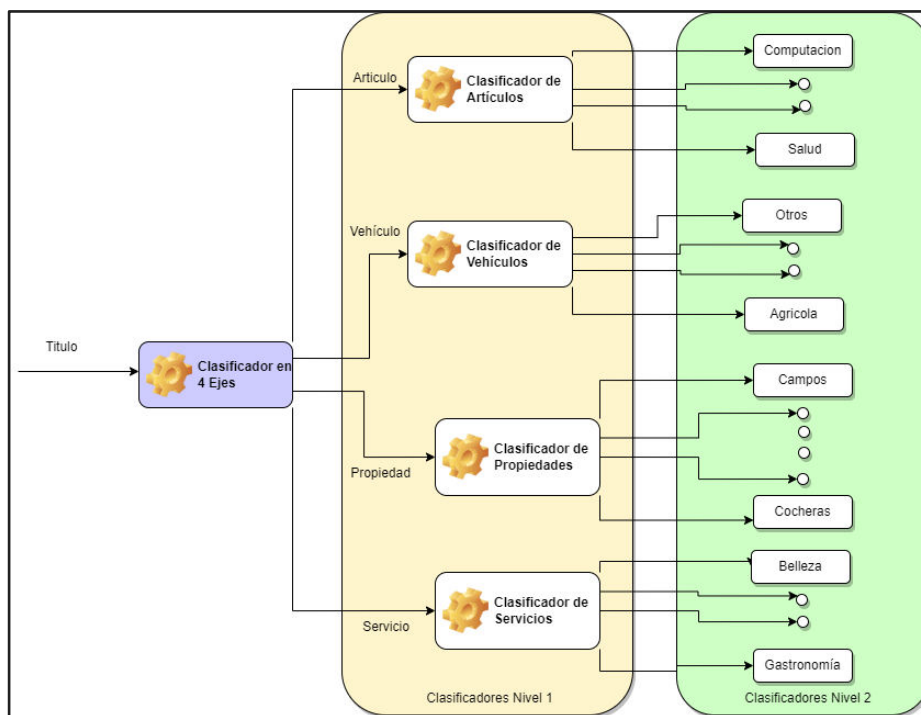 Titulo
Clasificador en
4 Ejes
Articulo
Vehículo
Propiedad
Servicio
Clasificador de
Artículos
Clasificador de
Vehículos
Clasificador de
Propiedades
Clasificador de
Servicios
Clasificadores Nivel 1
Computacion
Salud
Otros
Agricola
Campos
Cocheras
Belleza
Gastronomía
Clasificadores Nivel 2